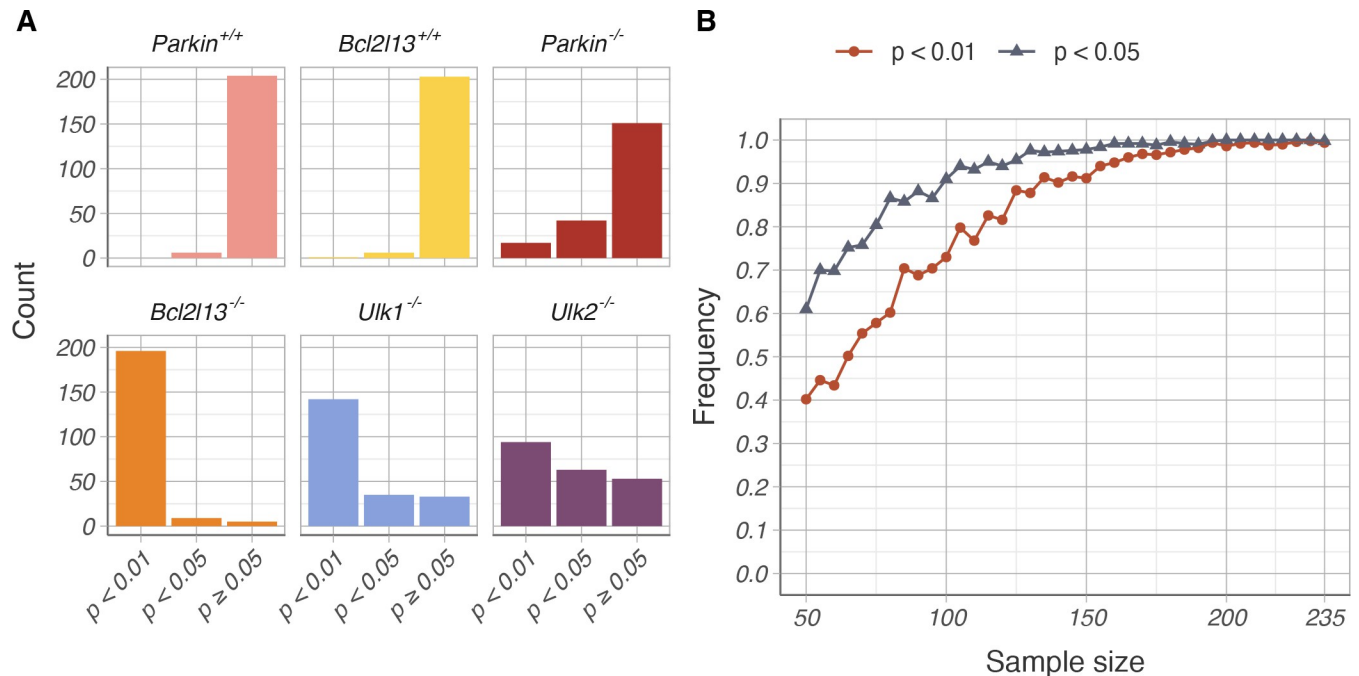 A
Parkin+/+ Bcl2l13+/+ Parkin-/-
200
150
100
50
0
Count
Bcl2l13-/- Ulk1-/- Ulk2-/-
200
150
100
50
0
p < 0.01 p < 0.05 p ≥ 0.05 p < 0.01 p < 0.05 p ≥ 0.05 p < 0.01 p < 0.05 p ≥ 0.05
B
p < 0.01 p < 0.05
1.0
0.9
0.8
0.7
0.6
0.5
0.4
0.3
0.2
0.1
0.0
Frequency
50 100 150 200 235
Sample size